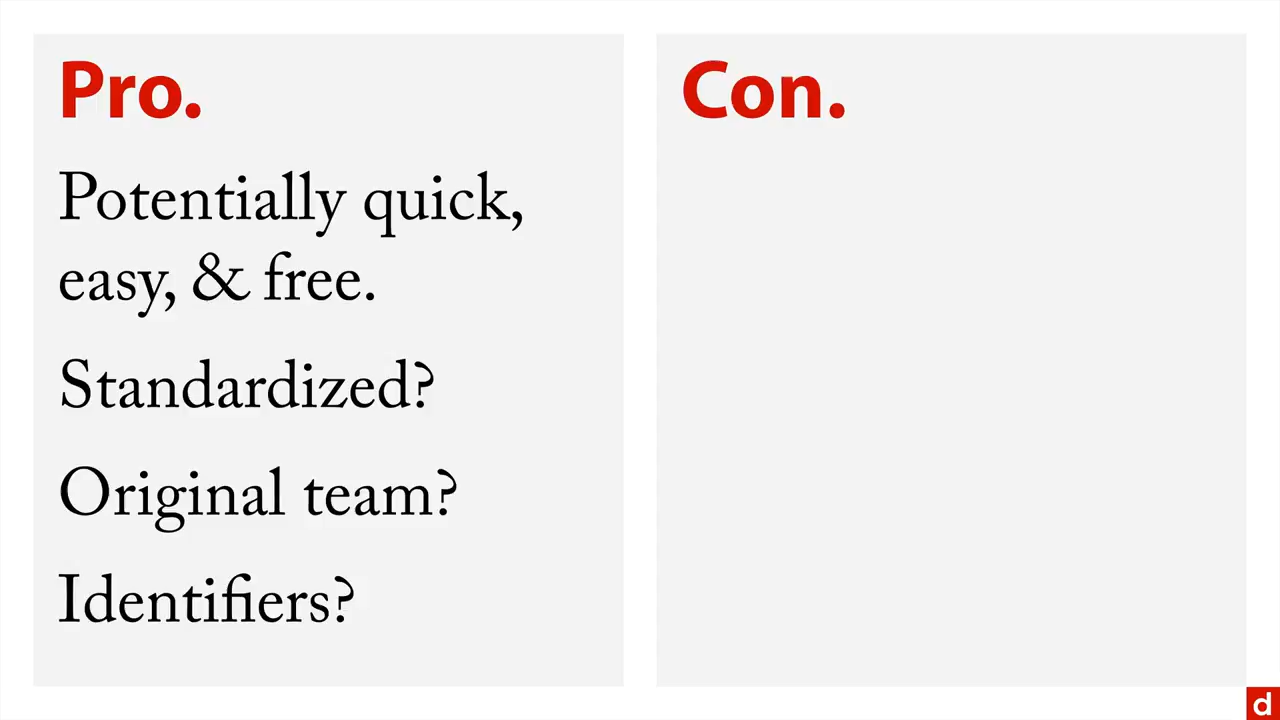 Pro.
Potentially quick,
easy, & free.
Standardized?
Original team?
Identifiers?
Con.
d